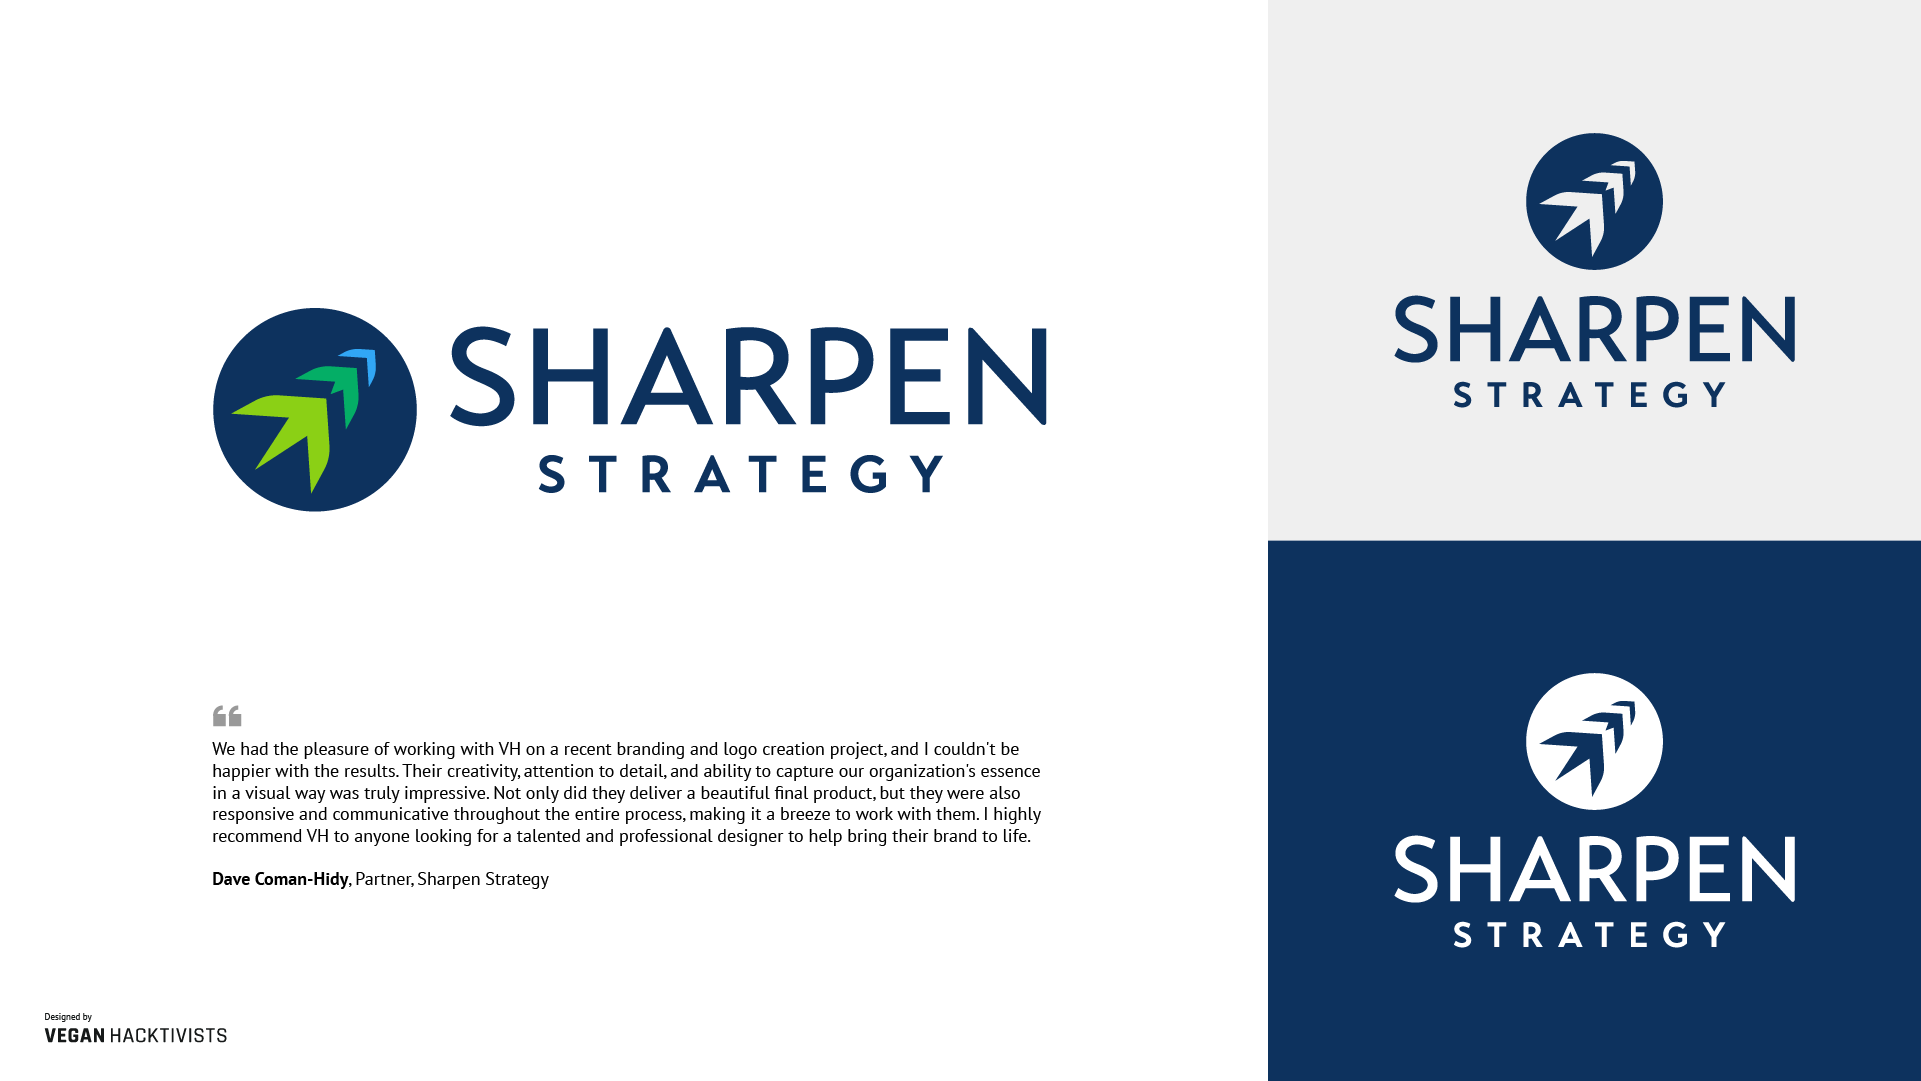 SHARPEN
STRATEGY
We had the pleasure of working with VH on a recent branding and logo creation project, and I couldn't be
happier with the results. Their creativity, attention to detail, and ability to capture our organization's essence
in a visual way was truly impressive. Not only did they deliver a beautiful final product, but they were also
responsive and communicative throughout the entire process, making it a breeze to work with them. I highly
recommend VH to anyone looking for a talented and professional designer to help bring their brand to life.
Dave Coman-Hidy, Partner, Sharpen Strategy
Designed by
VEGAN HACKTIVISTS
SHARPEN
STRATEGY
SHARPEN
STRATEGY